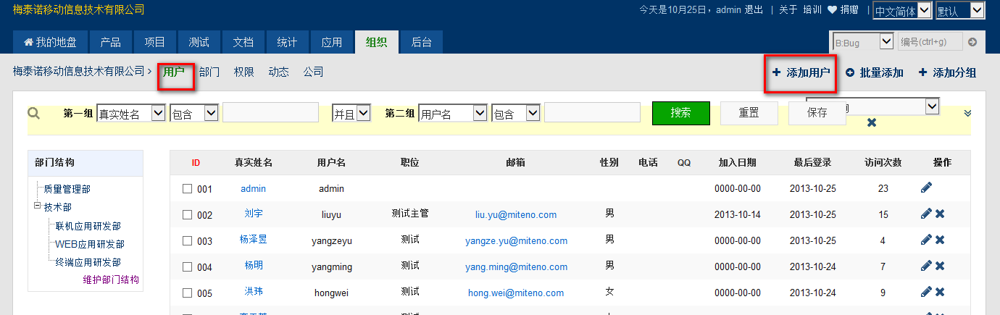 梅泰诺移动信息技术有限公司 今天是10月25日, admin 退出 | 关于 培训 捐赠 | 中文简体 默认
我的地盘 产品 项目 测试 文档 统计 应用 组织 后台 B:Bug 编号(ctrl+g)
梅泰诺移动信息技术有限公司 › 用户 部门 权限 动态 公司 + 添加用户 批量添加 + 添加分组
第一组 真实姓名 包含 并且 第二组 用户名 包含 搜索 重置 保存
部门结构
质量管理部
技术部
联机应用研发部
WEB应用研发部
终端应用研发部
维护部门结构
ID 真实姓名 用户名 职位 邮箱 性别 电话 QQ 加入日期 最后登录 访问次数 操作
001 admin admin 0000-00-00 2013-10-25 23
002 刘宇 liuyu 测试主管 liu.yu@miteno.com 男 2013-10-14 2013-10-25 15
003 杨泽昱 yangzeyu 测试 yangze.yu@miteno.com 男 0000-00-00 2013-10-25 4
004 杨明 yangming 测试 yang.ming@miteno.com 男 0000-00-00 2013-10-24 7
005 洪玮 hongwei 测试 hong.wei@miteno.com 女 0000-00-00 2013-10-24 9